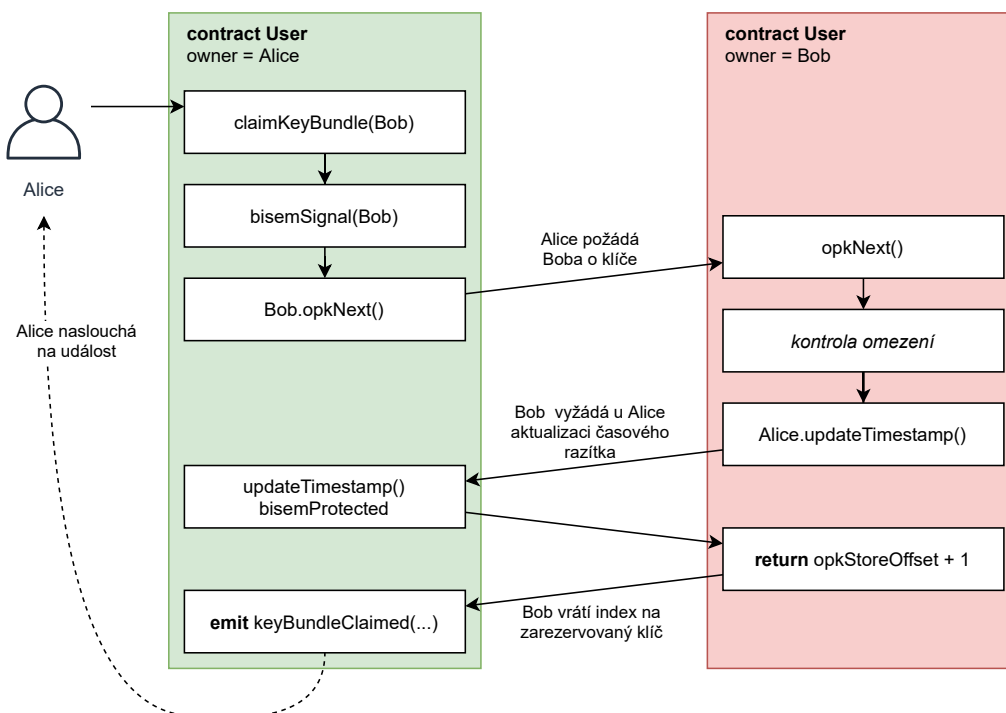 contract User
owner = Alice
contract User
owner = Bob
claimKeyBundle(Bob)
Alice
bisemSignal(Bob)
Alice požádá
Boba o klíče
opkNext()
Bob.opkNext()
Alice naslouchá
na událost
kontrola omezení
Bob vyžádá u Alice
aktualizaci časového
razítka
Alice.updateTimestamp()
updateTimestamp()
bisemProtected
return opkStoreOffset + 1
emit keyBundleClaimed(...)
Bob vrátí index na
zarezervovaný klíč